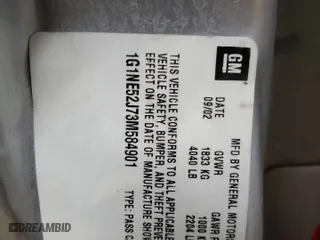 GM
MFD BY GENERAL MOTORS
DATE GVWR GAWR F
09/02 1833 KG 1000 K
4040 LB 2204 L
THIS VEHICLE CONFORMS TO ALL APPLICABLE
VEHICLE SAFETY, BUMPER, AND THEFT PREVE
EFFECT ON THE DATE OF MANUFACTURE SHOW
1G1NE52J73M584901 TYPE: PASS C
DREAMBID